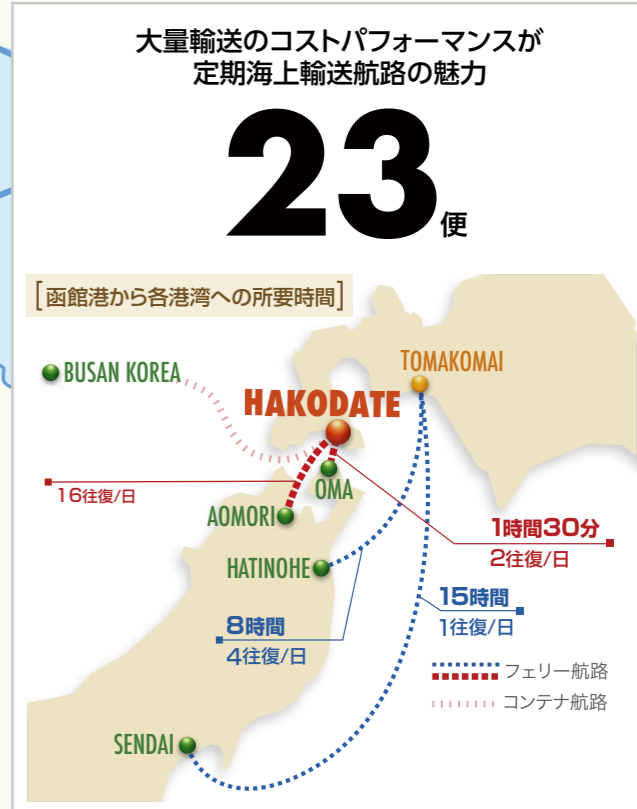 大量輸送のコストパフォーマンスが
定期海上輸送航路の魅力
23便
[函館港から各港湾への所要時間]
BUSAN KOREA
TOMAKOMAI
HAKODATE
16往復/日
OMA
AOMORI
1時間30分
2往復/日
HATINOHE
15時間
1往復/日
8時間
4往復/日
フェリー航路
コンテナ航路
SENDAI